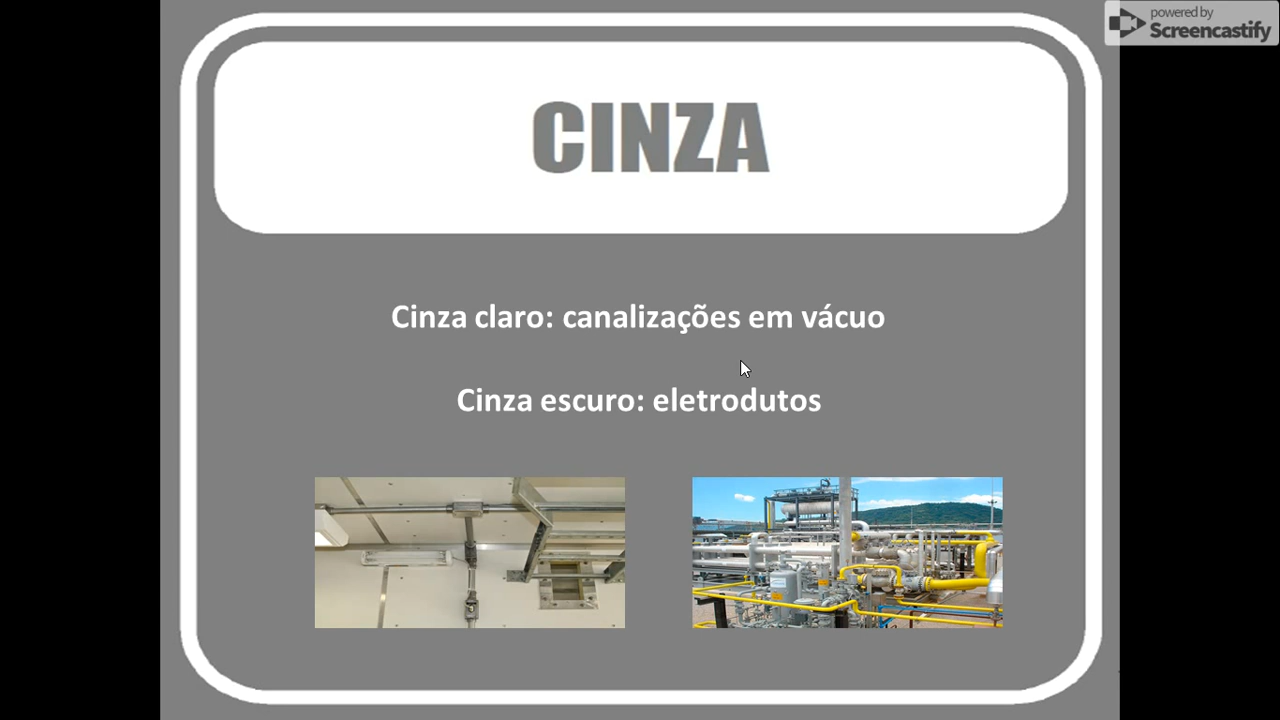 powered by
Screencastify
CINZA
Cinza claro: canalizações em vácuo
Cinza escuro: eletrodutos